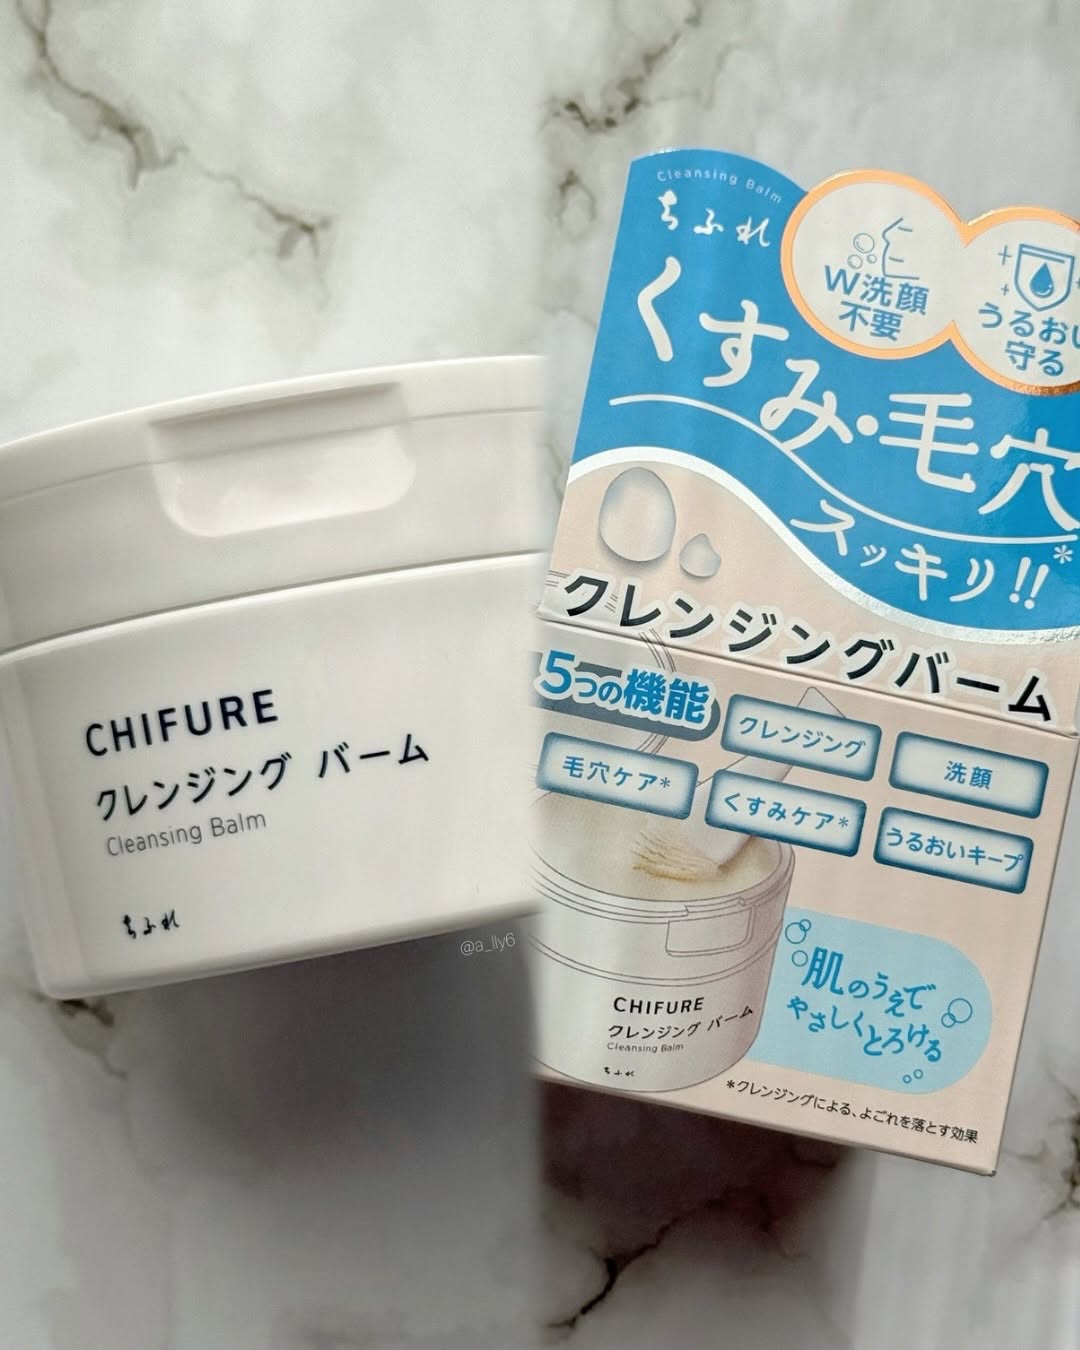 CHIFURE
クレンジング バーム
Cleansing Balm
ちふれ
@a_lly6
Cleansing Balm
ちふれ
W洗顔
不要
うるおい
守る
くすみ・毛穴
スッキリ!!*
クレンジングバーム
5つの機能
クレンジング
洗顔
毛穴ケア*
くすみケア*
うるおいキープ
肌のうえで
やさしくとろける
CHIFURE
クレンジング バーム
Cleansing Balm
ちふれ
*クレンジングによる、よごれを落とす効果